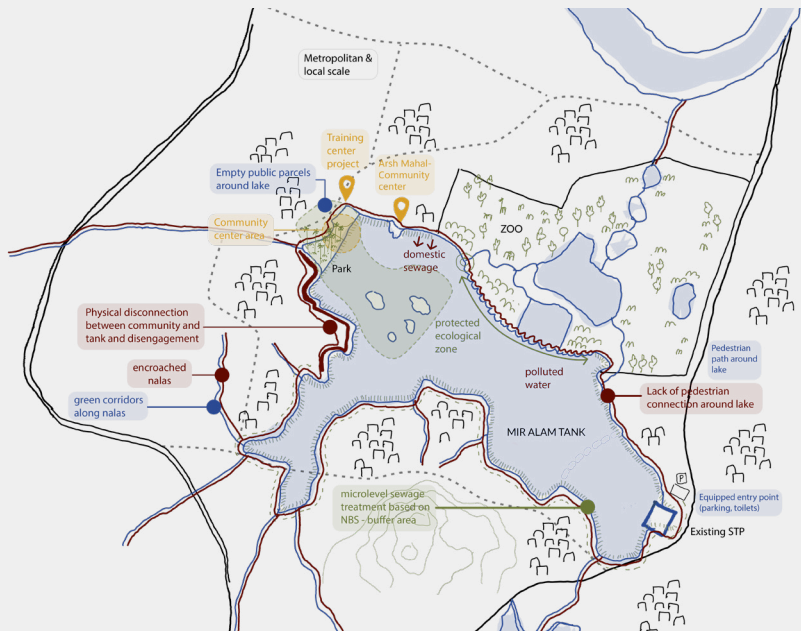 Metropolitan &
local scale
Training
center
project
Arsh Mahal-
Community
center
Empty public parcels
around lake
Community
center area
ZOO
domestic
sewage
Park
Physical disconnection
between community and
tank and disengagement
protected
ecological
zone
Pedestrian
path around
lake
encroached
nalas
polluted
water
Lack of pedestrian
connection around lake
green corridors
along nalas
MIR ALAM TANK
P
microlevel sewage
treatment based on
NBS - buffer area
Equipped entry point
(parking, toilets)
Existing STP